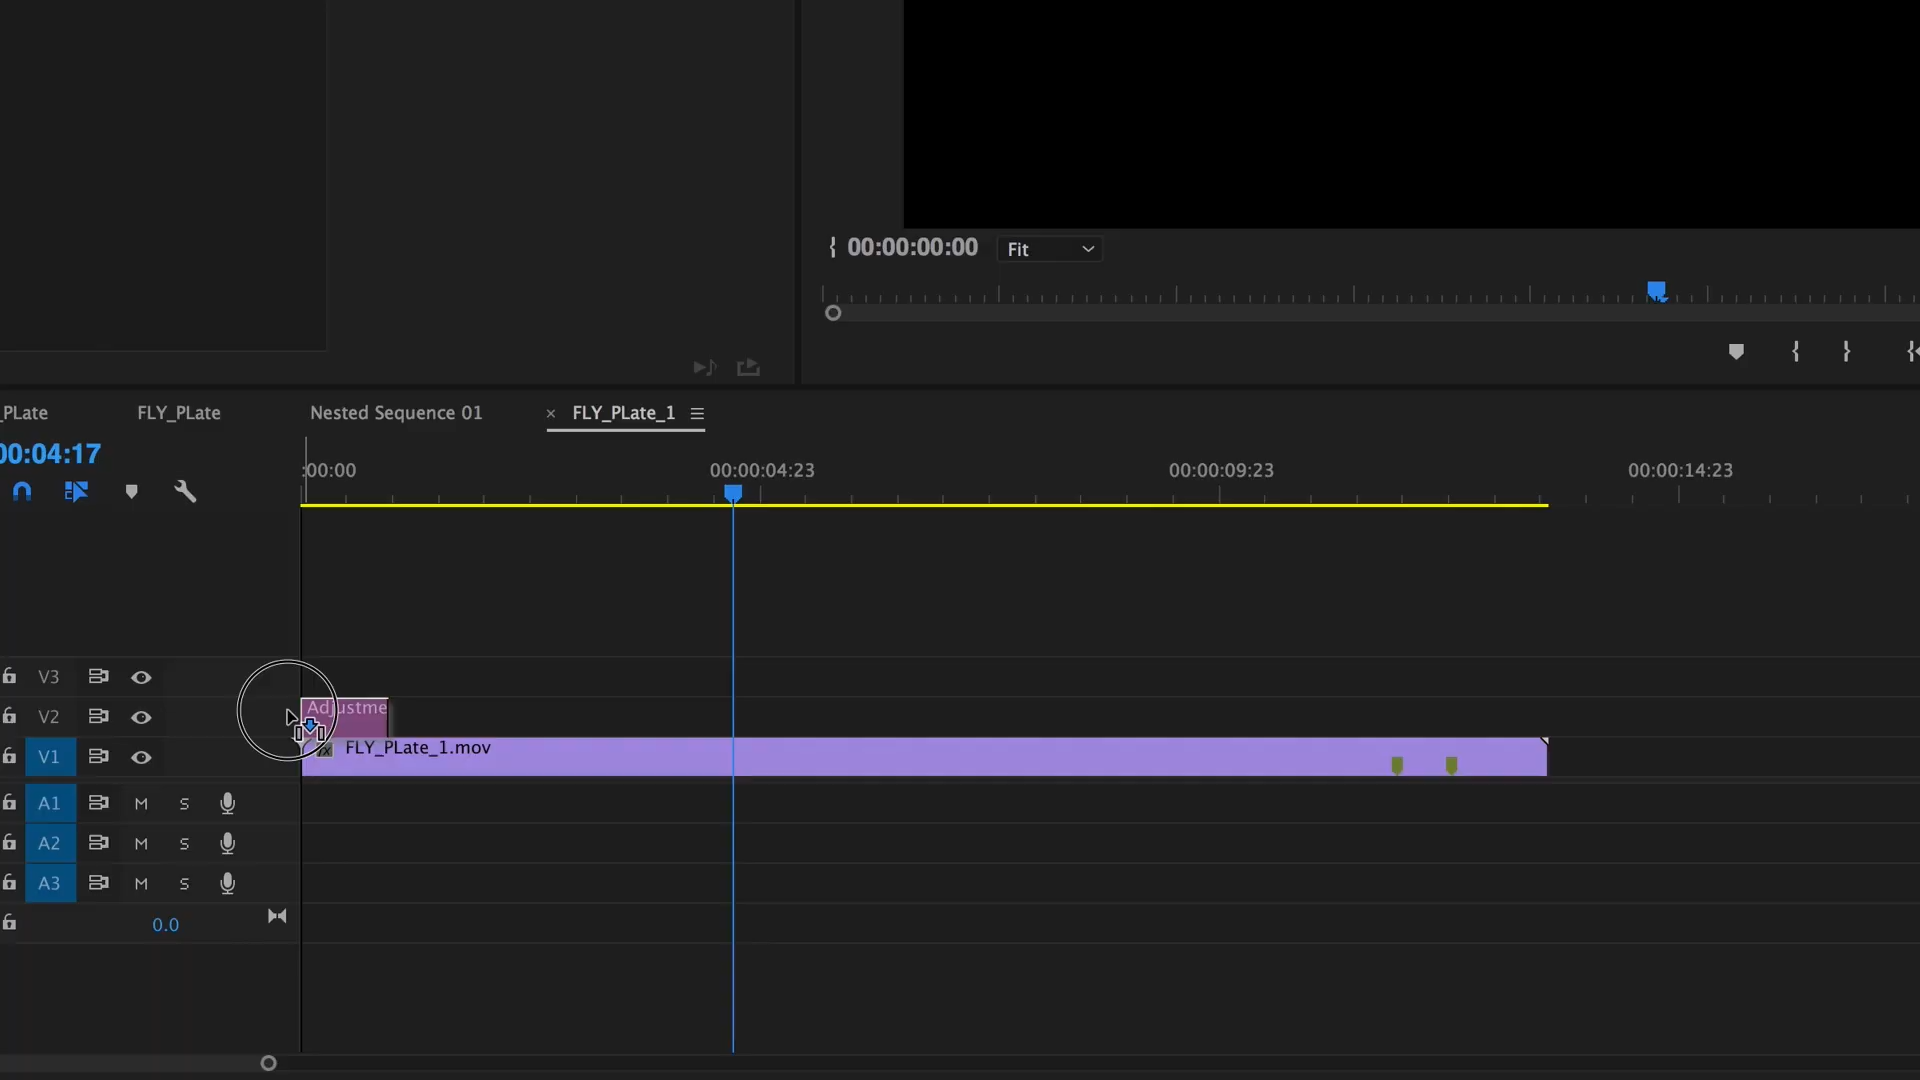 00:00:00:00
Fit
_PLate
FLY_PLate
Nested Sequence 01
× FLY_PLate_1
00:04:17
:00:00
00:00:04:23
00:00:09:23
00:00:14:23
V3
V2
Adjustme
V1
fx FLY_PLate_1.mov
A1 M S
A2 M S
A3 M S
0.0